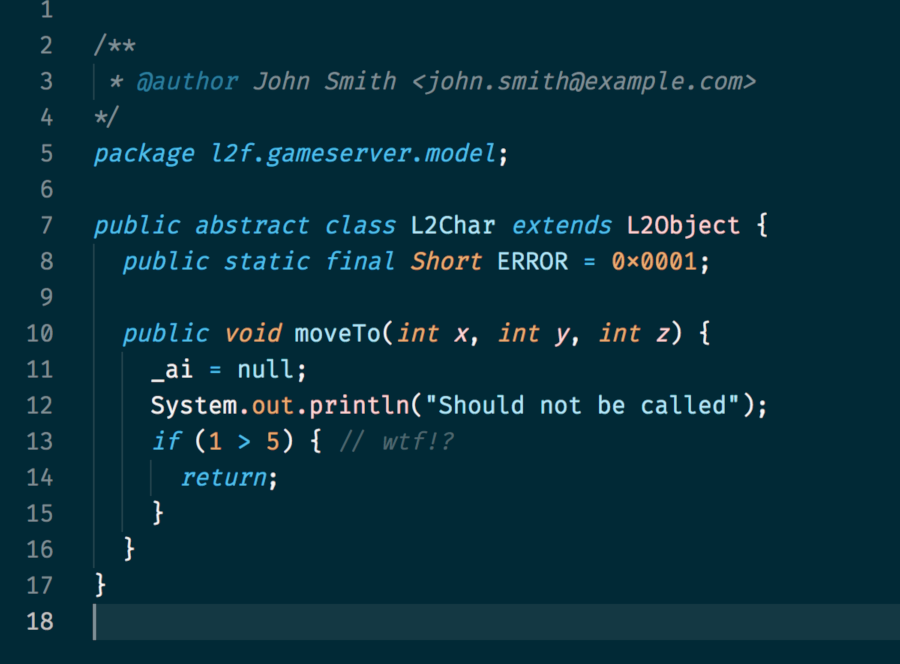 1
2 /**
3 * @author John Smith <john.smith@example.com>
4 */
5 package l2f.gameserver.model;
6
7 public abstract class L2Char extends L2Object {
8 public static final Short ERROR = 0×0001;
9
10 public void moveTo(int x, int y, int z) {
11 _ai = null;
12 System.out.println("Should not be called");
13 if (1 > 5) { // wtf!?
14 return;
15 }
16 }
17 }
18